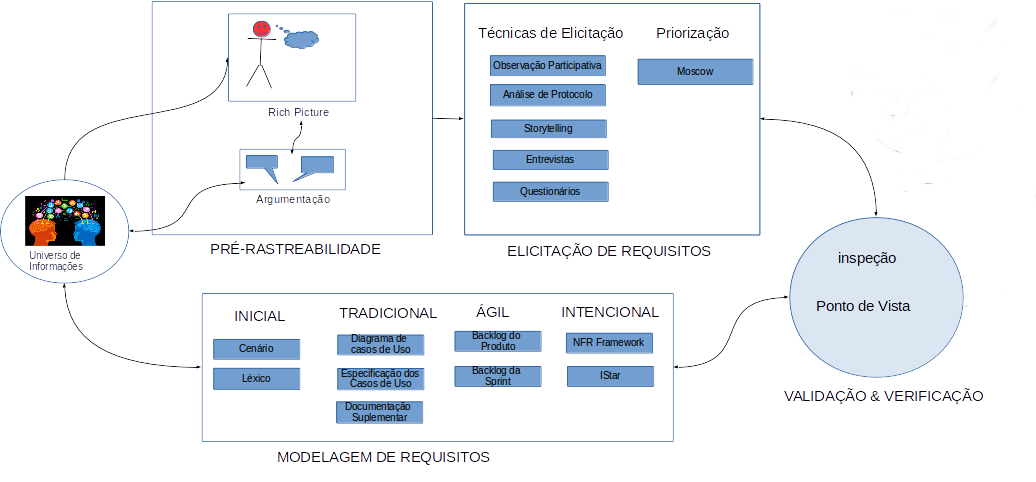 Rich Picture
Argumentação
PRÉ-RASTREABILIDADE
Técnicas de Elicitação
Observação Participativa
Análise de Protocolo
Storytelling
Entrevistas
Questionários
Priorização
Moscow
ELICITAÇÃO DE REQUISITOS
Universo de
Informações
inspeção
Ponto de Vista
VALIDAÇÃO & VERIFICAÇÃO
INICIAL
Cenário
Léxico
TRADICIONAL
Diagrama de
casos de Uso
Especificação dos
Casos de Uso
Documentação
Suplementar
ÁGIL
Backlog do
Produto
Backlog da
Sprint
INTENCIONAL
NFR Framework
IStar
MODELAGEM DE REQUISITOS